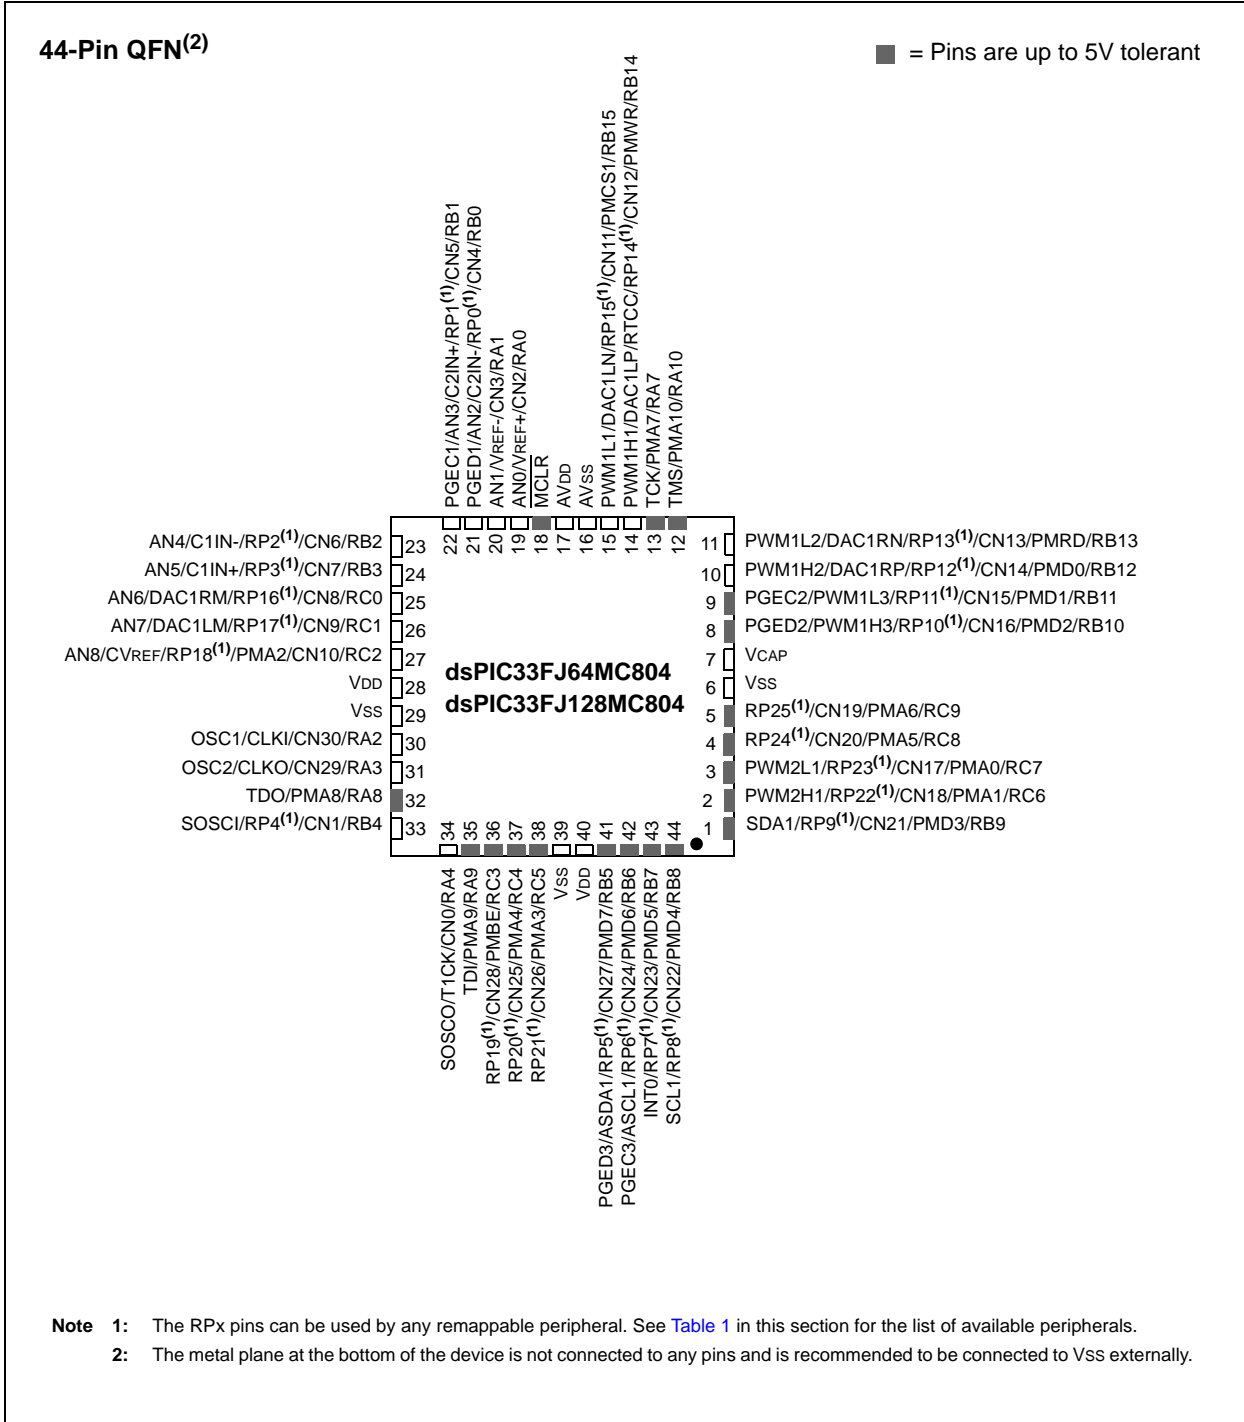 44-Pin QFN(2)
= Pins are up to 5V tolerant
PGEC1/AN3/C2IN+/RP1(1)/CN5/RB1
PGED1/AN2/C2IN-/RP0(1)/CN4/RB0
AN1/VREF-/CN3/RA1
AN0/VREF+/CN2/RA0
MCLR
AVDD
AVSS
PWM1L1/DAC1LN/RP15(1)/CN11/PMCS1/RB15
PWM1H1/DAC1LP/RTCC/RP14(1)/CN12/PMWR/RB14
TCK/PMA7/RA7
TMS/PMA10/RA10
22 21 20 19 18 17 16 15 14 13 12
AN4/C1IN-/RP2(1)/CN6/RB2 23
AN5/C1IN+/RP3(1)/CN7/RB3 24
AN6/DAC1RM/RP16(1)/CN8/RC0 25
AN7/DAC1LM/RP17(1)/CN9/RC1 26
AN8/CVREF/RP18(1)/PMA2/CN10/RC2 27
VDD 28
VSS 29
OSC1/CLKI/CN30/RA2 30
OSC2/CLKO/CN29/RA3 31
TDO/PMA8/RA8 32
SOSCI/RP4(1)/CN1/RB4 33
dsPIC33FJ64MC804
dsPIC33FJ128MC804
11 PWM1L2/DAC1RN/RP13(1)/CN13/PMRD/RB13
10 PWM1H2/DAC1RP/RP12(1)/CN14/PMD0/RB12
9 PGEC2/PWM1L3/RP11(1)/CN15/PMD1/RB11
8 PGED2/PWM1H3/RP10(1)/CN16/PMD2/RB10
7 VCAP
6 VSS
5 RP25(1)/CN19/PMA6/RC9
4 RP24(1)/CN20/PMA5/RC8
3 PWM2L1/RP23(1)/CN17/PMA0/RC7
2 PWM2H1/RP22(1)/CN18/PMA1/RC6
1 SDA1/RP9(1)/CN21/PMD3/RB9
34 35 36 37 38 39 40 41 42 43 44
SOSCO/T1CK/CN0/RA4
TDI/PMA9/RA9
RP19(1)/CN28/PMBE/RC3
RP20(1)/CN25/PMA4/RC4
RP21(1)/CN26/PMA3/RC5
VSS
VDD
PGED3/ASDA1/RP5(1)/CN27/PMD7/RB5
PGEC3/ASCL1/RP6(1)/CN24/PMD6/RB6
INT0/RP7(1)/CN23/PMD5/RB7
SCL1/RP8(1)/CN22/PMD4/RB8
Note 1: The RPx pins can be used by any remappable peripheral. See Table 1 in this section for the list of available peripherals.
2: The metal plane at the bottom of the device is not connected to any pins and is recommended to be connected to VSS externally.